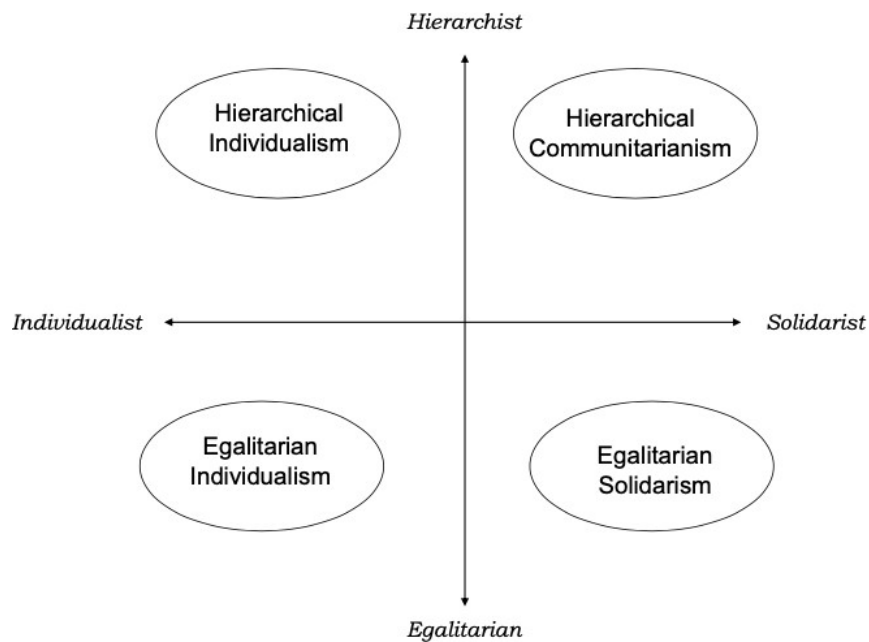 Hierarchist
Hierarchical
Individualism
Hierarchical
Communitarianism
Individualist
Solidarist
Egalitarian
Individualism
Egalitarian
Solidarism
Egalitarian